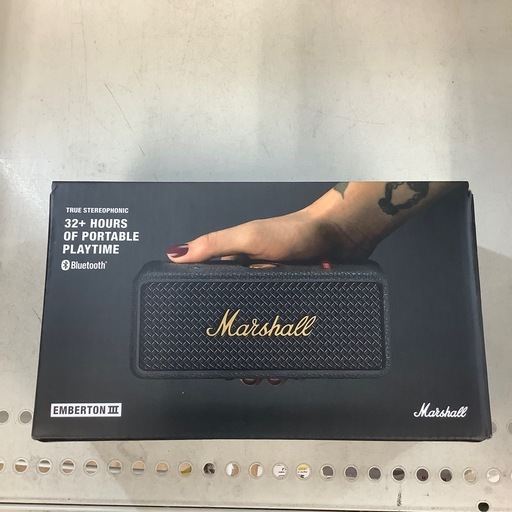 TRUE STEREOPHONIC
32+ HOURS
OF PORTABLE
PLAYTIME
Bluetooth®
Marshall
EMBERTON III
Marshall